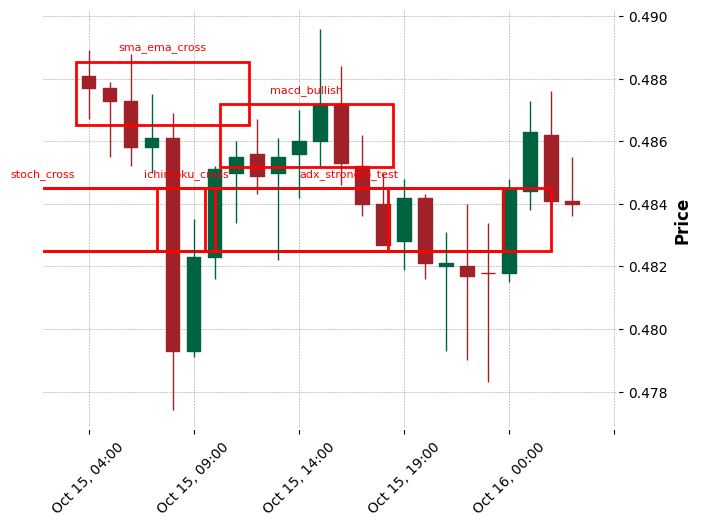 sma_ema_cross
macd_bullish
stoch_cross
ichimoku_cross
adx_strong_test
0.490
0.488
0.486
0.484
0.482
0.480
0.478
Price
Oct 15, 04:00
Oct 15, 09:00
Oct 15, 14:00
Oct 15, 19:00
Oct 16, 00:00